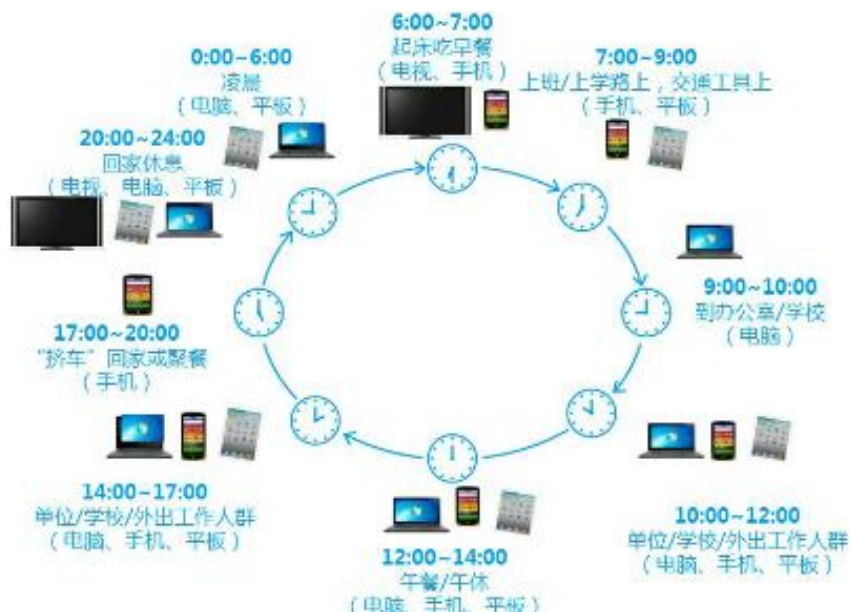 6:00~7:00
起床吃早餐
（电视、手机）
7:00~9:00
上班/上学路上，交通工具上
（手机、平板）
9:00~10:00
到办公室/学校
（电脑）
10:00~12:00
单位/学校/外出工作人群
（电脑、手机、平板）
12:00~14:00
午餐/午休
（电脑、手机、平板）
14:00~17:00
单位/学校/外出工作人群
（电脑、手机、平板）
17:00~20:00
“挤车”回家或聚餐
（手机）
20:00~24:00
回家休息
（电视、电脑、平板）
0:00~6:00
凌晨
（电脑、平板）